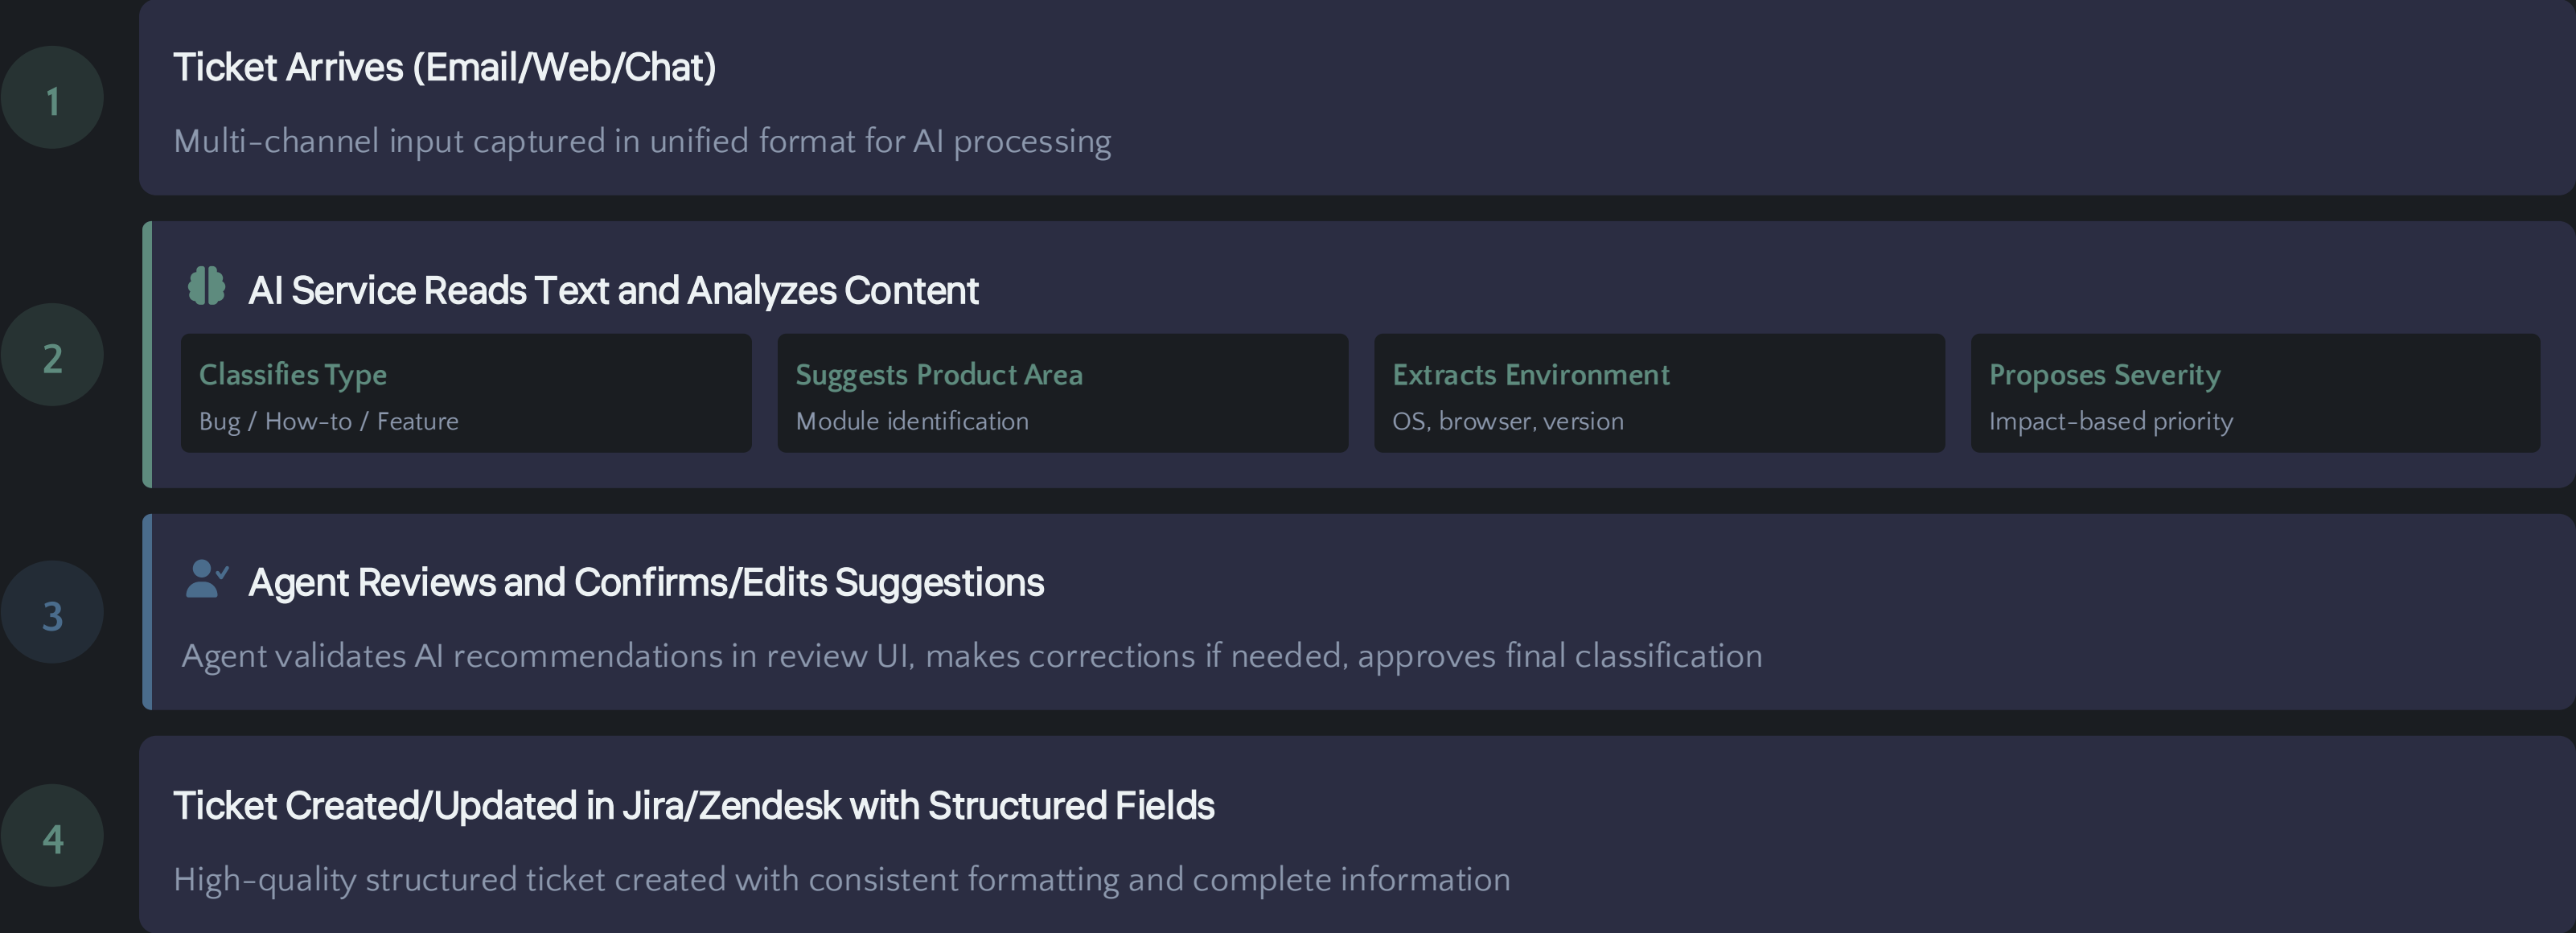 1
Ticket Arrives (Email/Web/Chat)
Multi-channel input captured in unified format for AI processing
2
AI Service Reads Text and Analyzes Content
Classifies Type
Bug / How-to / Feature
Suggests Product Area
Module identification
Extracts Environment
OS, browser, version
Proposes Severity
Impact-based priority
3
Agent Reviews and Confirms/Edits Suggestions
Agent validates AI recommendations in review UI, makes corrections if needed, approves final classification
4
Ticket Created/Updated in Jira/Zendesk with Structured Fields
High-quality structured ticket created with consistent formatting and complete information